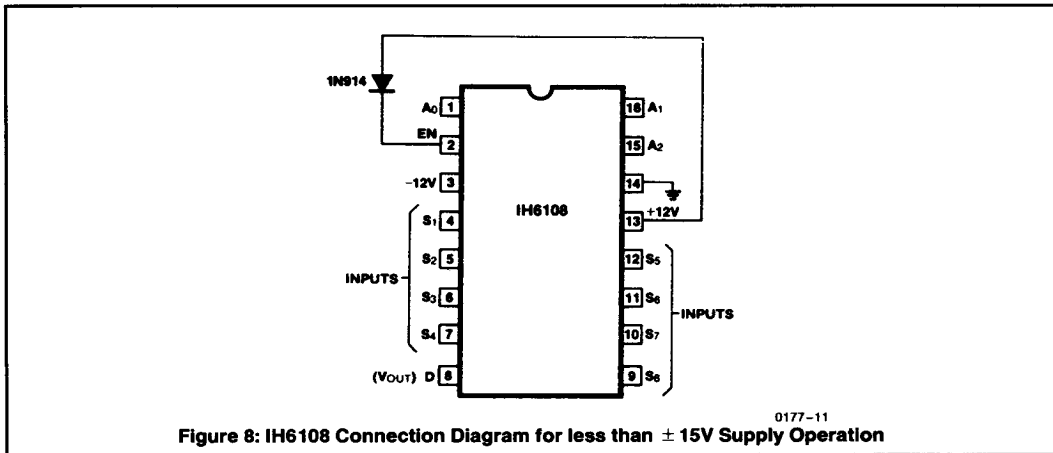 1N914
A0 1
EN
2
-12V 3
S1 4
S2 5
S3 6
S4 7
INPUTS
(VOUT) D 8
IH6108
16 A1
15 A2
14
+12V
13
12 S5
11 S6
10 S7
9 S8
INPUTS
0177-11
Figure 8: IH6108 Connection Diagram for less than ±15V Supply Operation